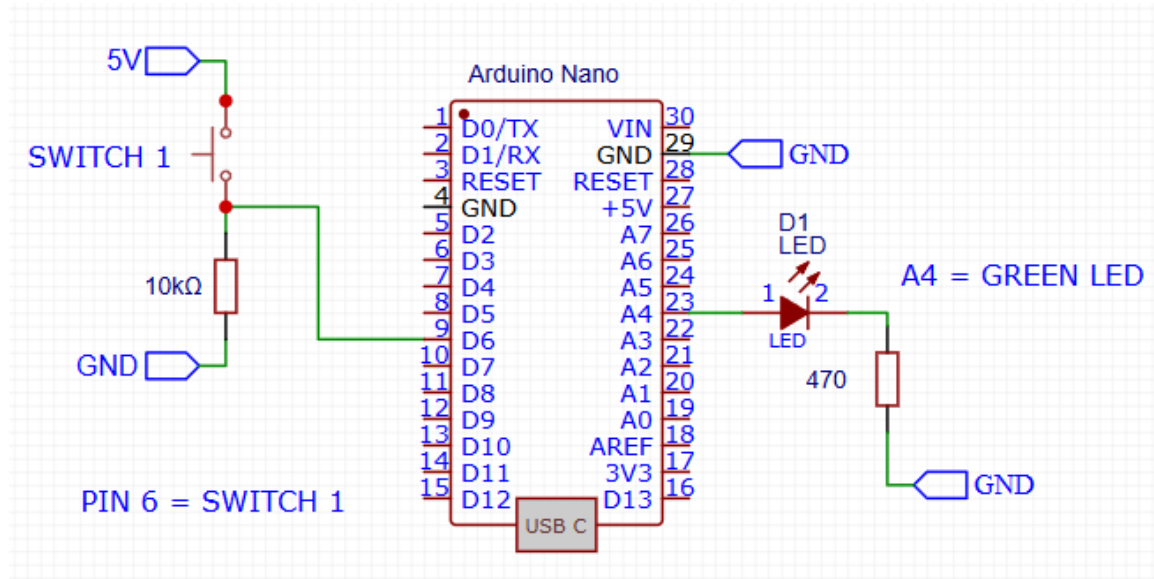 5V
SWITCH 1
10kΩ
GND
PIN 6 = SWITCH 1
Arduino Nano
1 D0/TX VIN 30
2 D1/RX GND 29
3 RESET RESET 28
4 GND +5V 27
5 D2 A7 26
6 D3 A6 25
7 D4 A5 24
8 D5 A4 23
9 D6 A3 22
10 D7 A2 21
11 D8 A1 20
12 D9 A0 19
13 D10 AREF 18
14 D11 3V3 17
15 D12 D13 16
USB C
GND
D1
LED
1 2
LED
A4 = GREEN LED
470
GND